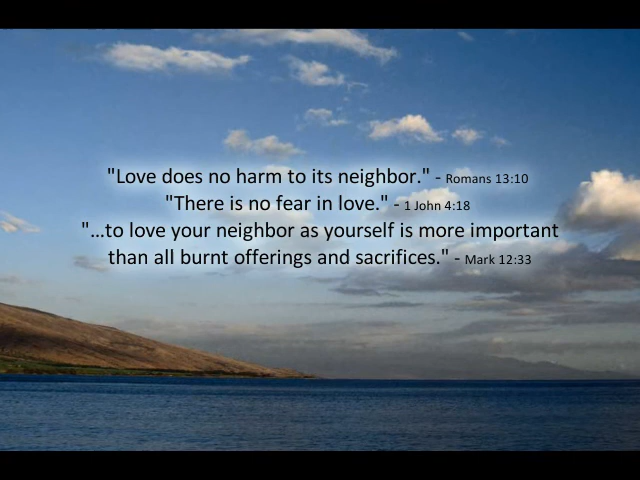 "Love does no harm to its neighbor." - Romans 13:10
"There is no fear in love." - 1 John 4:18
"...to love your neighbor as yourself is more important
than all burnt offerings and sacrifices." - Mark 12:33